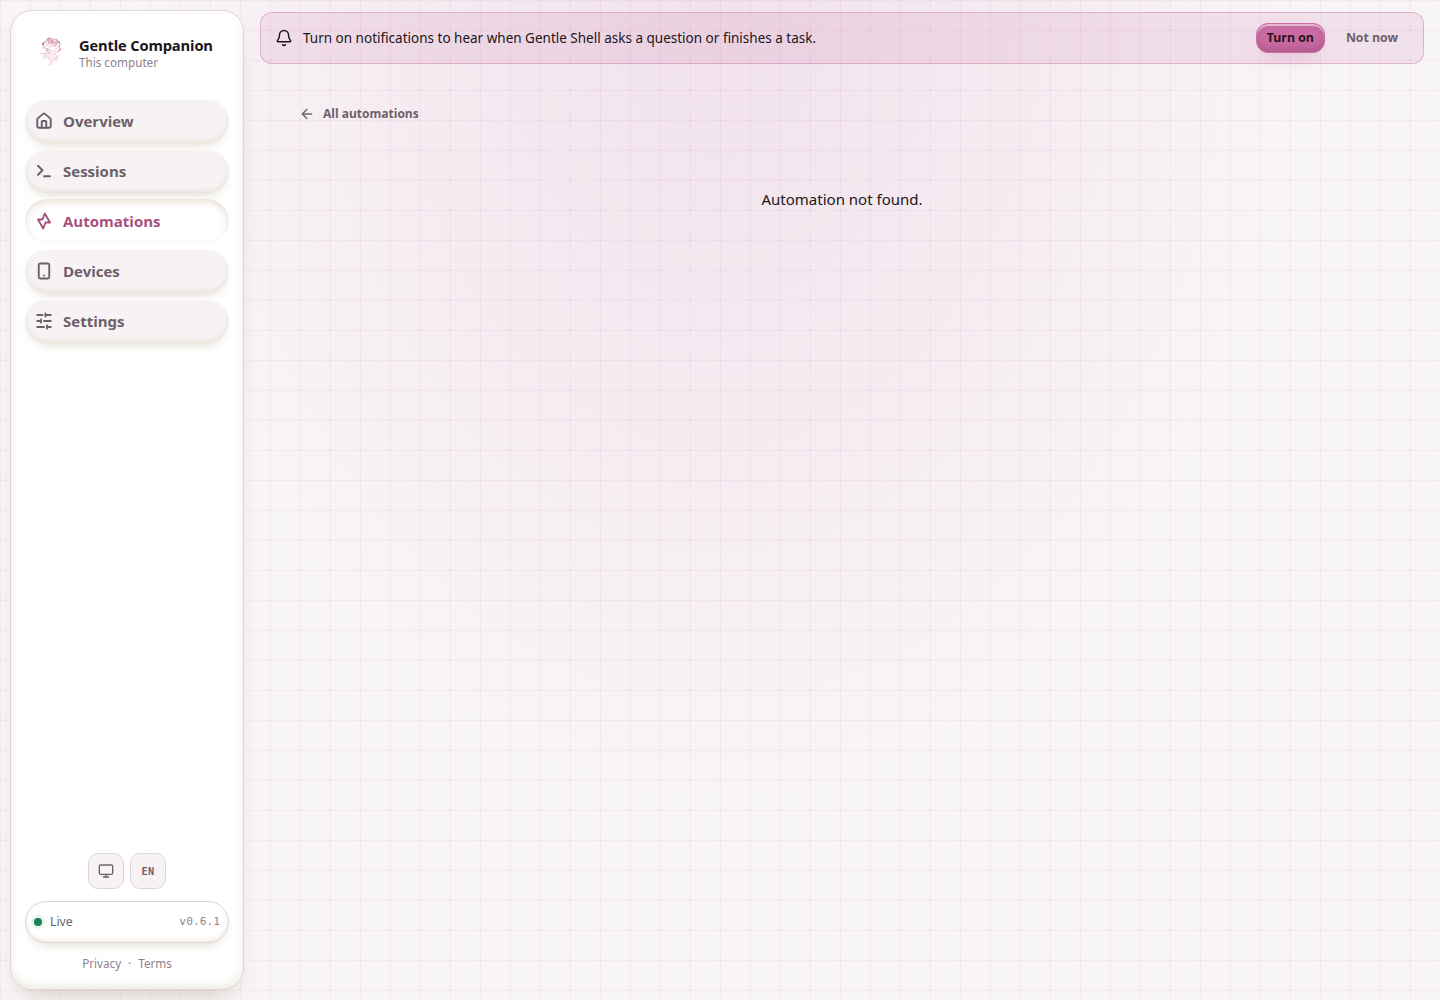 Gentle Companion
This computer
Overview
Sessions
Automations
Devices
Settings
EN
Live v0.6.1
Privacy · Terms
Turn on notifications to hear when Gentle Shell asks a question or finishes a task.
Turn on
Not now
All automations
Automation not found.